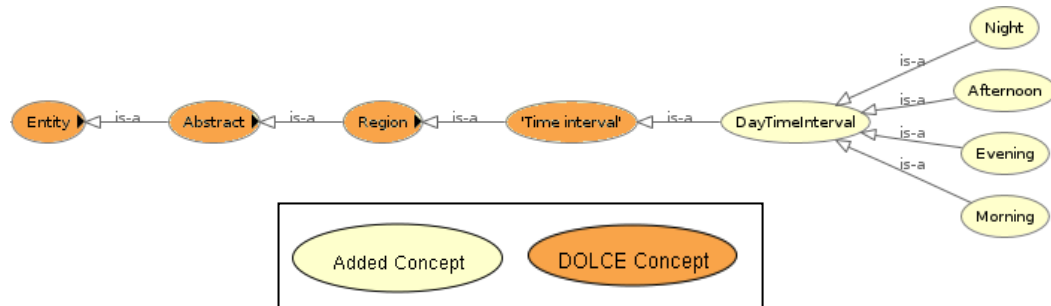 Night
is-a
Afternoon
is-a
Entity
is-a
Abstract
is-a
Region
is-a
'Time interval'
is-a
DayTimeInterval
is-a
Evening
is-a
Morning
Added Concept
DOLCE Concept